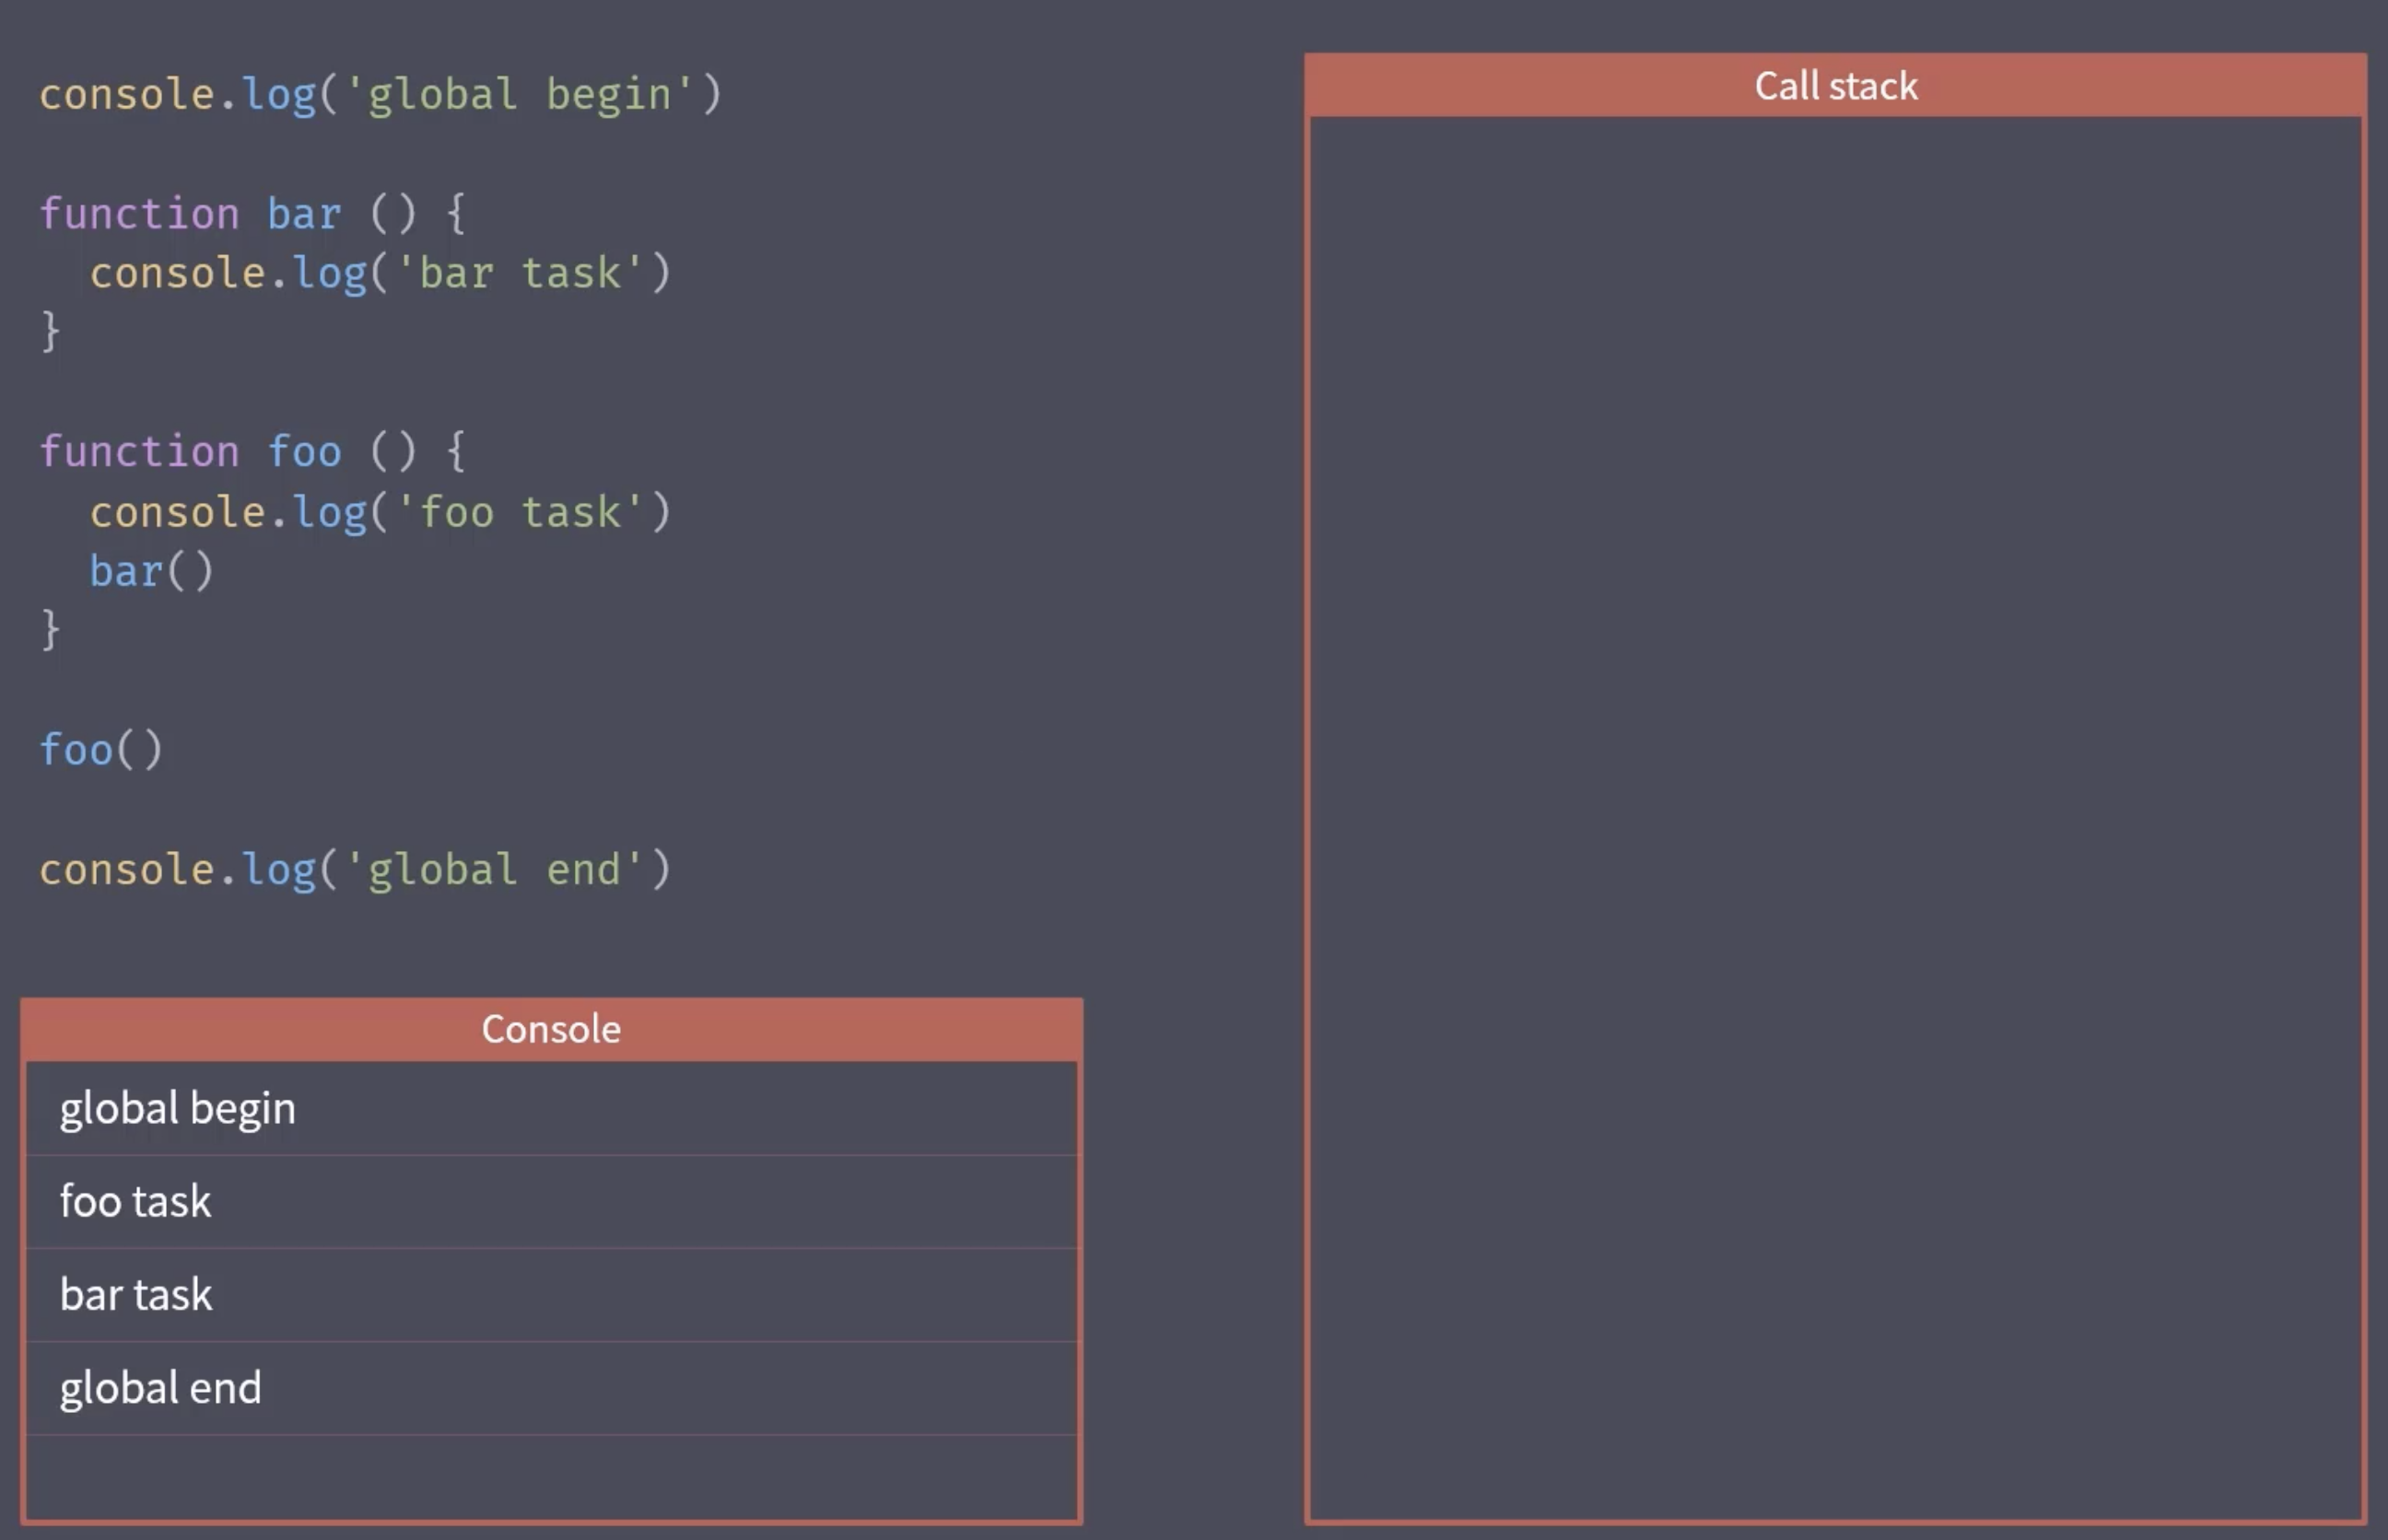 console.log('global begin')
function bar () {
  console.log('bar task')
}
function foo () {
  console.log('foo task')
  bar()
}
foo()
console.log('global end')
Console
global begin
foo task
bar task
global end
Call stack